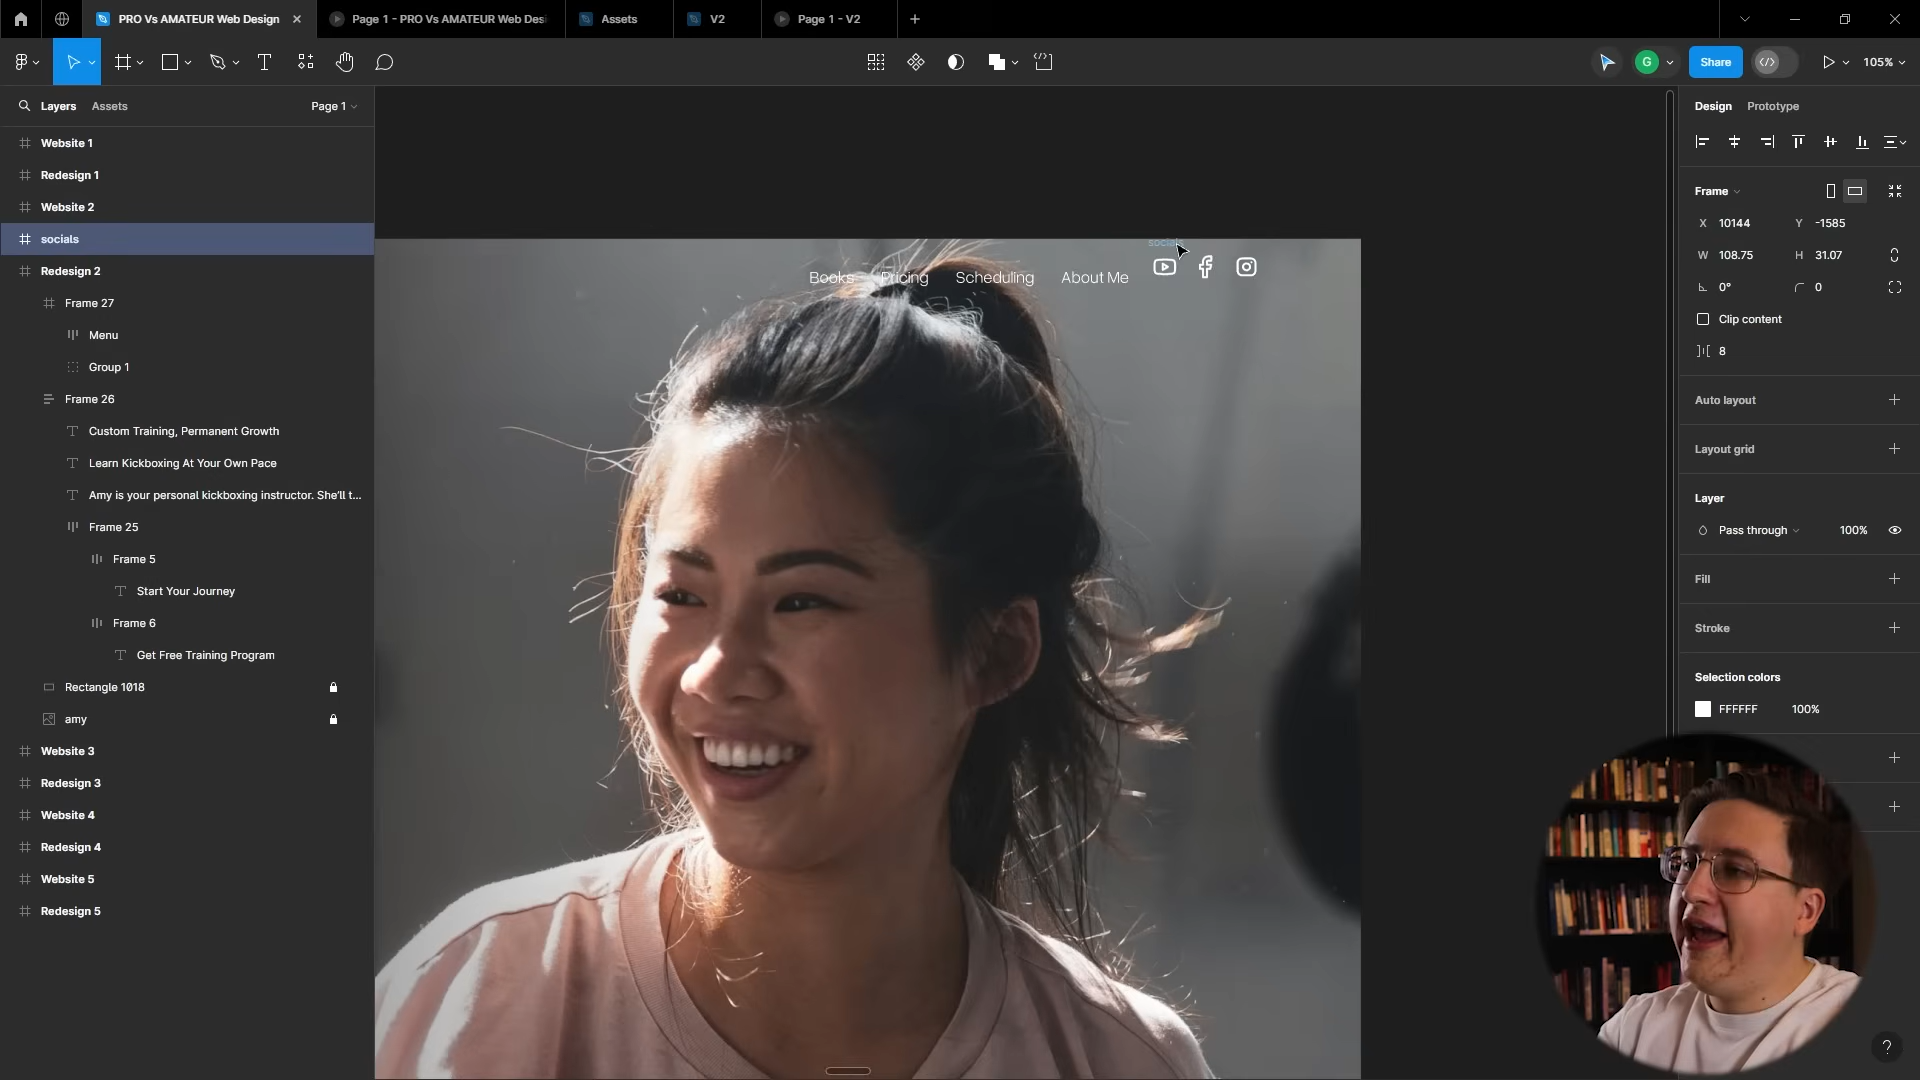 PRO Vs AMATEUR Web Design
Page 1 - PRO Vs AMATEUR Web Desi
Assets
V2
Page 1 - V2
G
Share
105%
Layers
Assets
Page 1
Design
Prototype
Website 1
Redesign 1
Website 2
socials
Redesign 2
Frame 27
Menu
Group 1
Frame 26
Custom Training, Permanent Growth
Learn Kickboxing At Your Own Pace
Amy is your personal kickboxing instructor. She'll t...
Frame 25
Frame 5
Start Your Journey
Frame 6
Get Free Training Program
Rectangle 1018
amy
Website 3
Redesign 3
Website 4
Redesign 4
Website 5
Redesign 5
socials
Books
Pricing
Scheduling
About Me
Frame
X 10144 Y -1585
W 108.75 H 31.07
0° 0
Clip content
8
Auto layout
Layout grid
Layer
Pass through 100%
Fill
Stroke
Selection colors
FFFFFF 100%
?